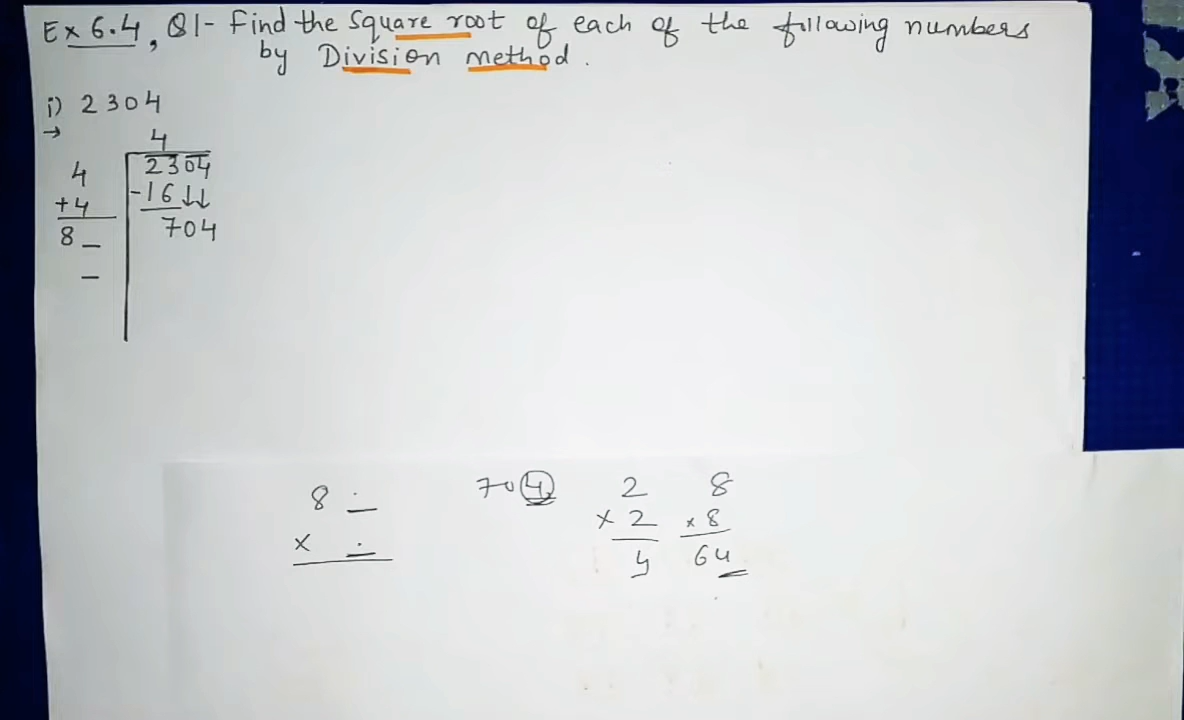 Ex 6.4, Q1- Find the square root of each of the following numbers
by Division method.
i) 2304
→ 4
4 2304
+4 -16↓↓
8 _ 704
_
8 _ 704 2 8
× _ × 2 × 8
4 64